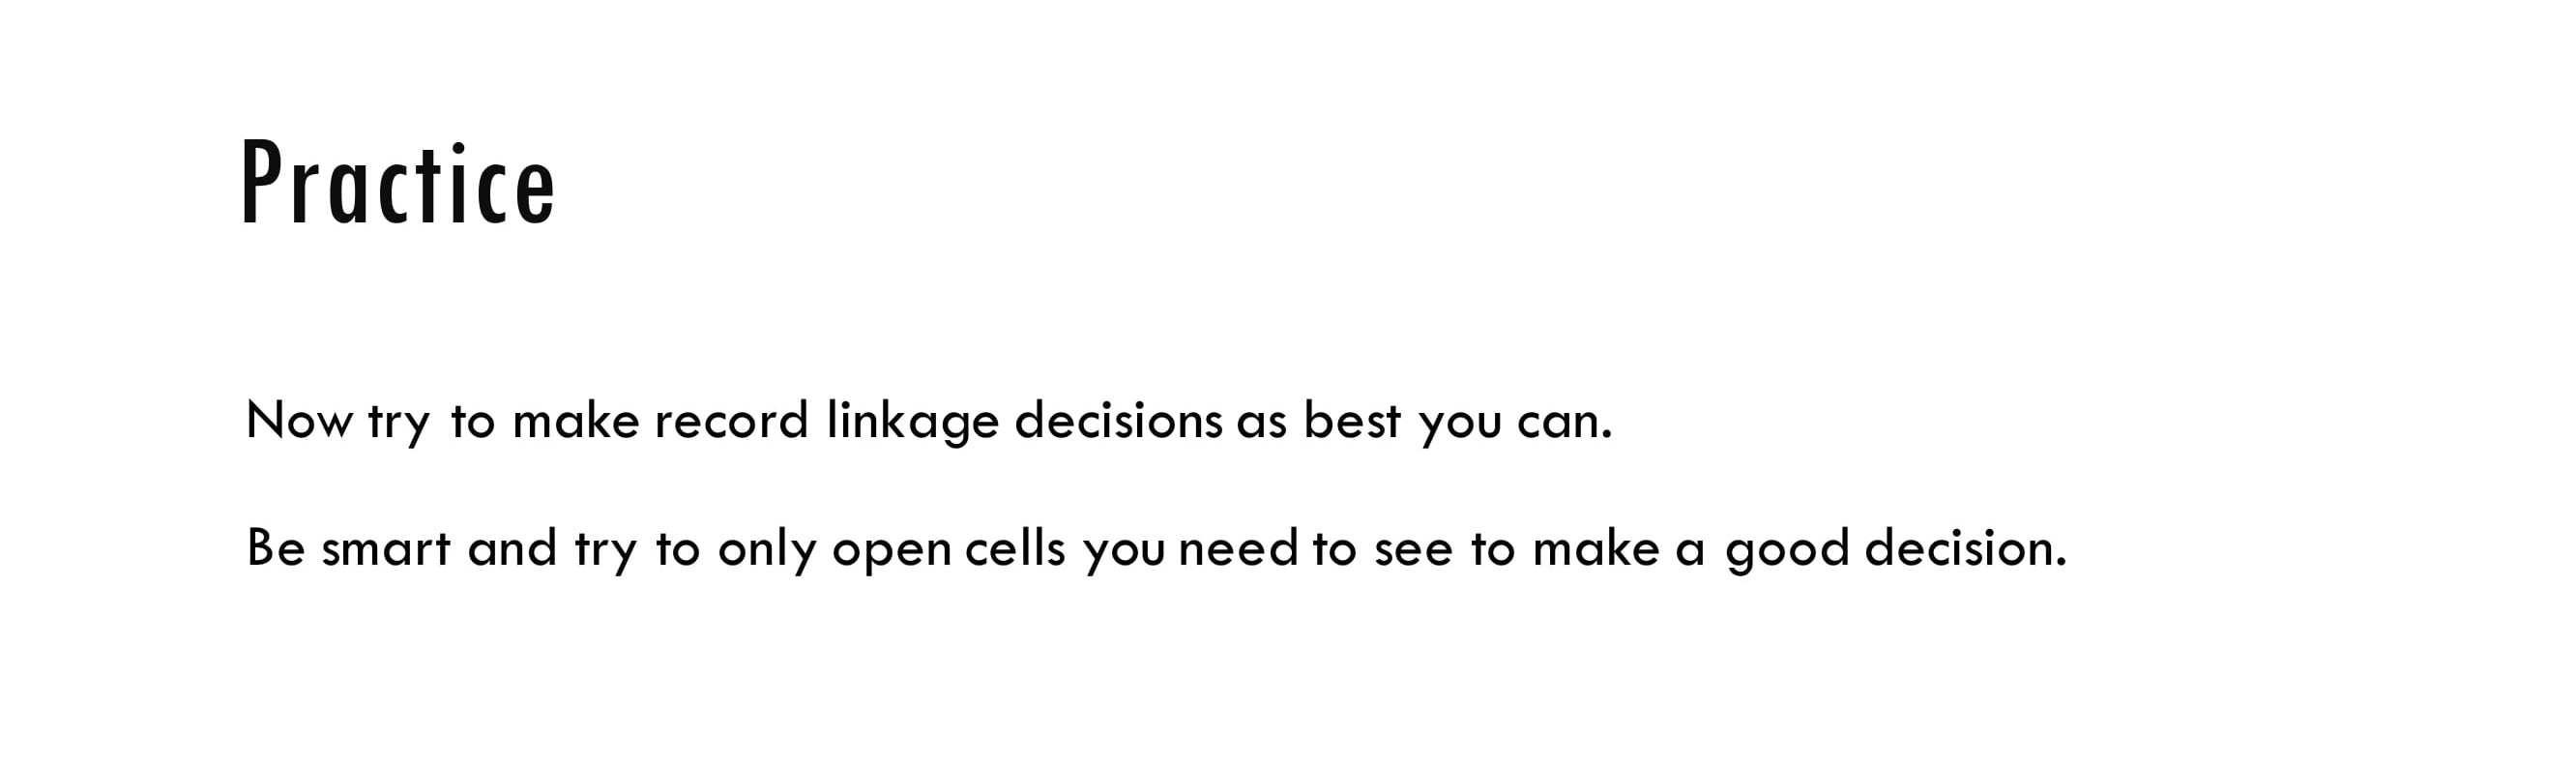 Practice
Now try to make record linkage decisions as best you can.
Be smart and try to only open cells you need to see to make a good decision.